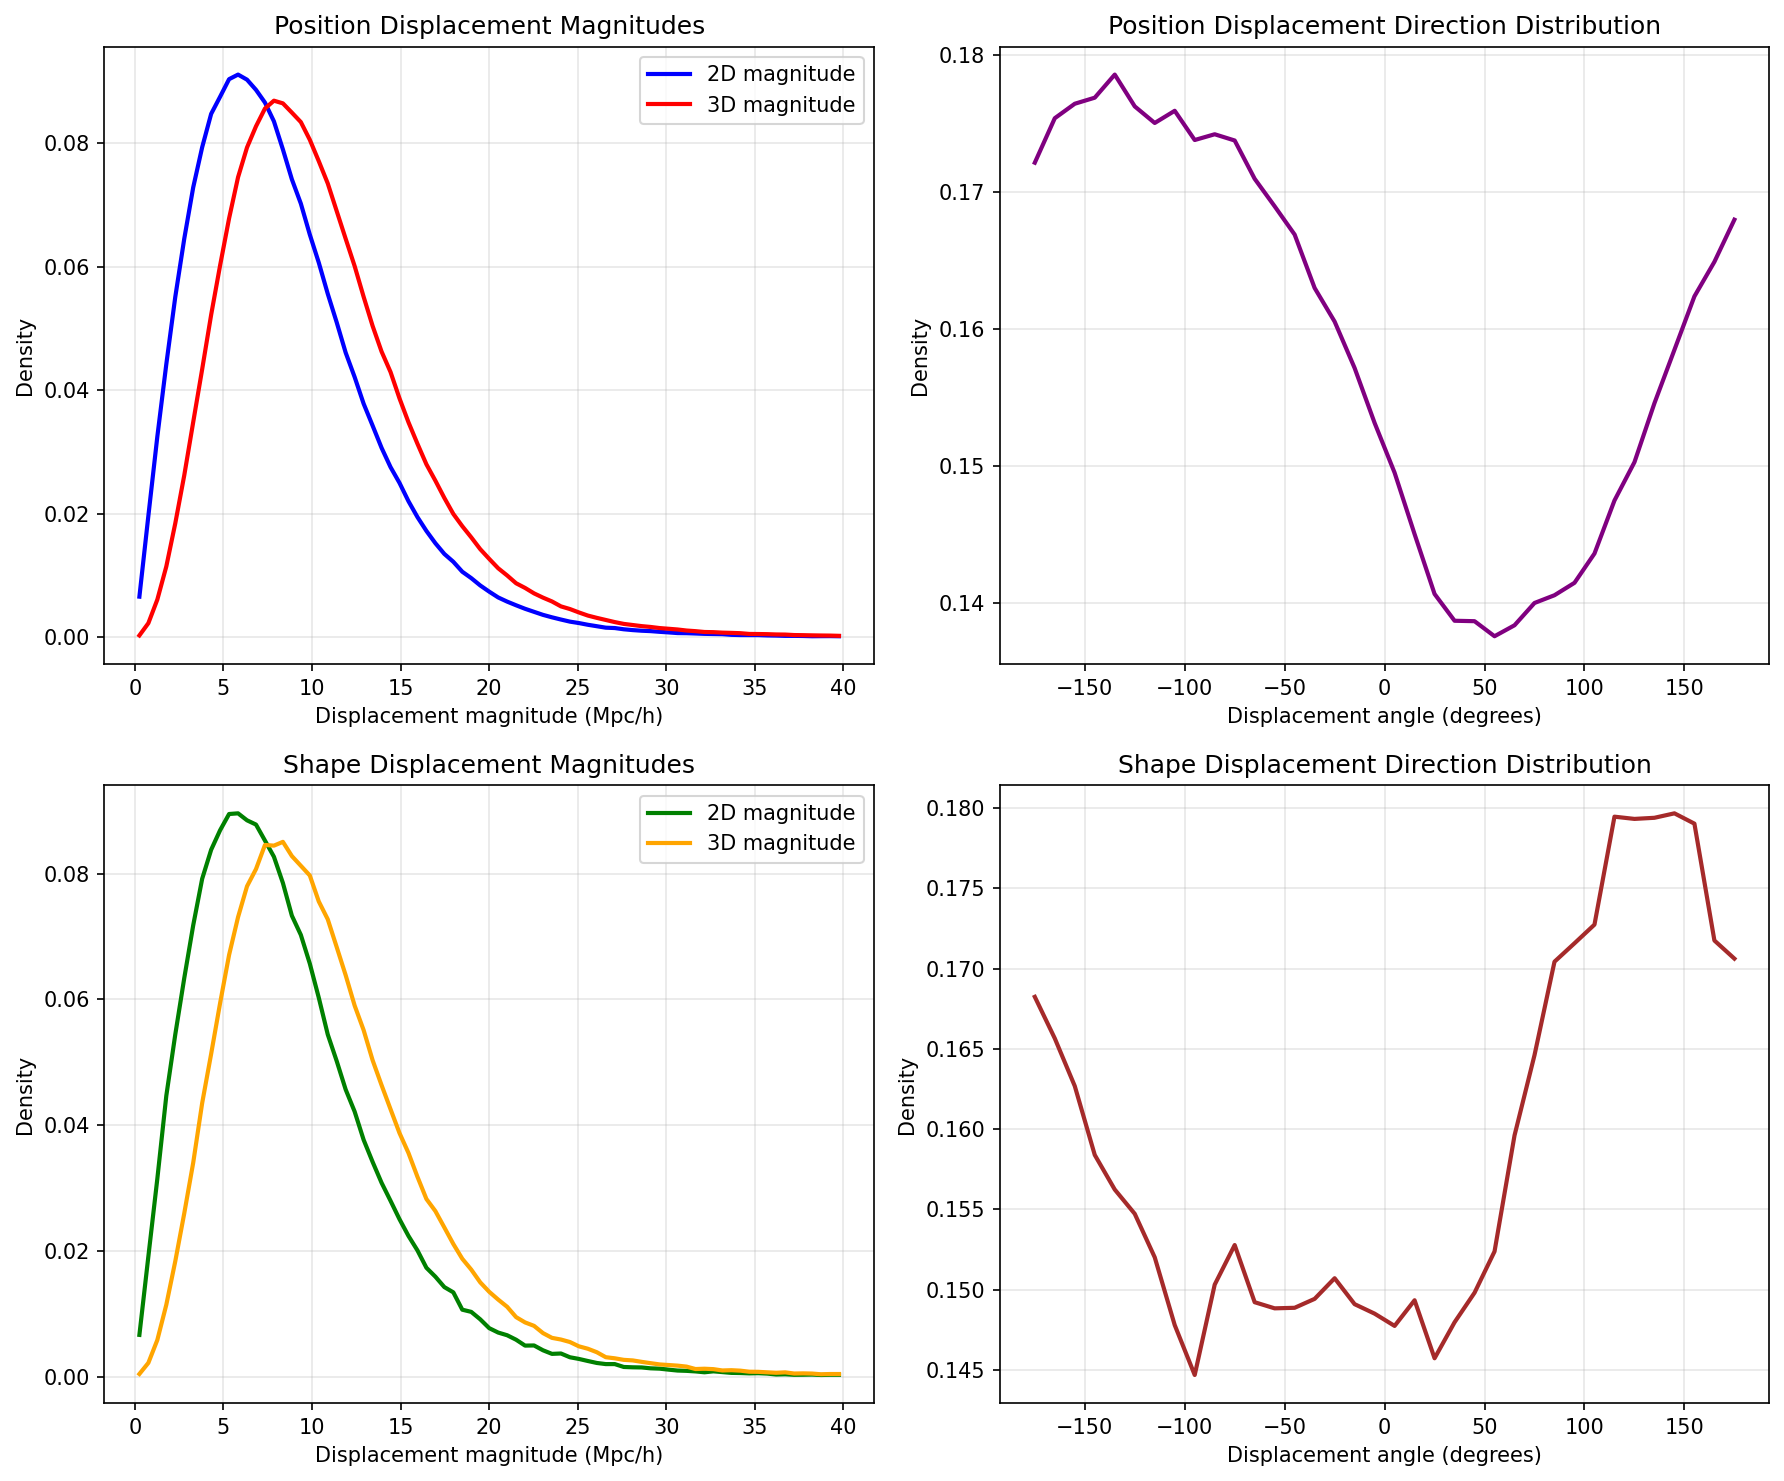 Position Displacement Magnitudes
2D magnitude
3D magnitude
0.08
0.06
0.04
0.02
0.00
Density
0 5 10 15 20 25 30 35 40
Displacement magnitude (Mpc/h)
Position Displacement Direction Distribution
0.18
0.17
0.16
0.15
0.14
Density
−150 −100 −50 0 50 100 150
Displacement angle (degrees)
Shape Displacement Magnitudes
2D magnitude
3D magnitude
0.08
0.06
0.04
0.02
0.00
Density
0 5 10 15 20 25 30 35 40
Displacement magnitude (Mpc/h)
Shape Displacement Direction Distribution
0.180
0.175
0.170
0.165
0.160
0.155
0.150
0.145
Density
−150 −100 −50 0 50 100 150
Displacement angle (degrees)